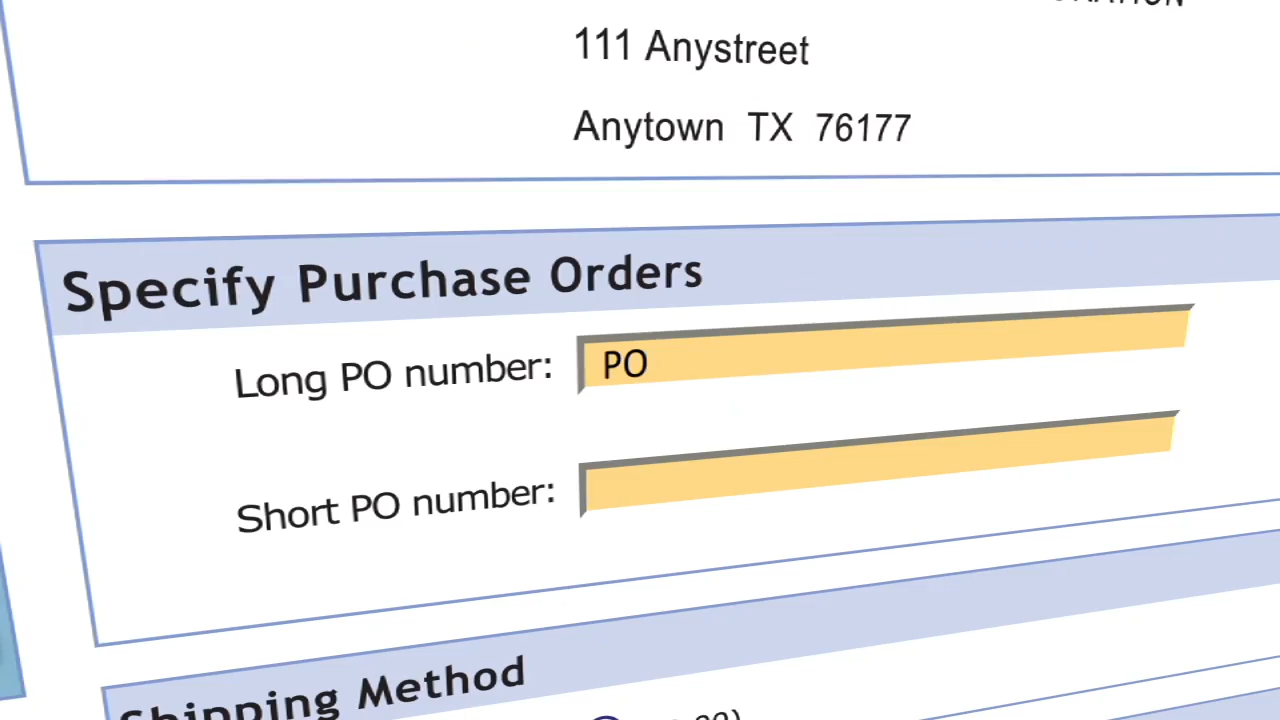 111 Anystreet
Anytown TX 76177
Specify Purchase Orders
Long PO number: PO
Short PO number:
Shipping Method